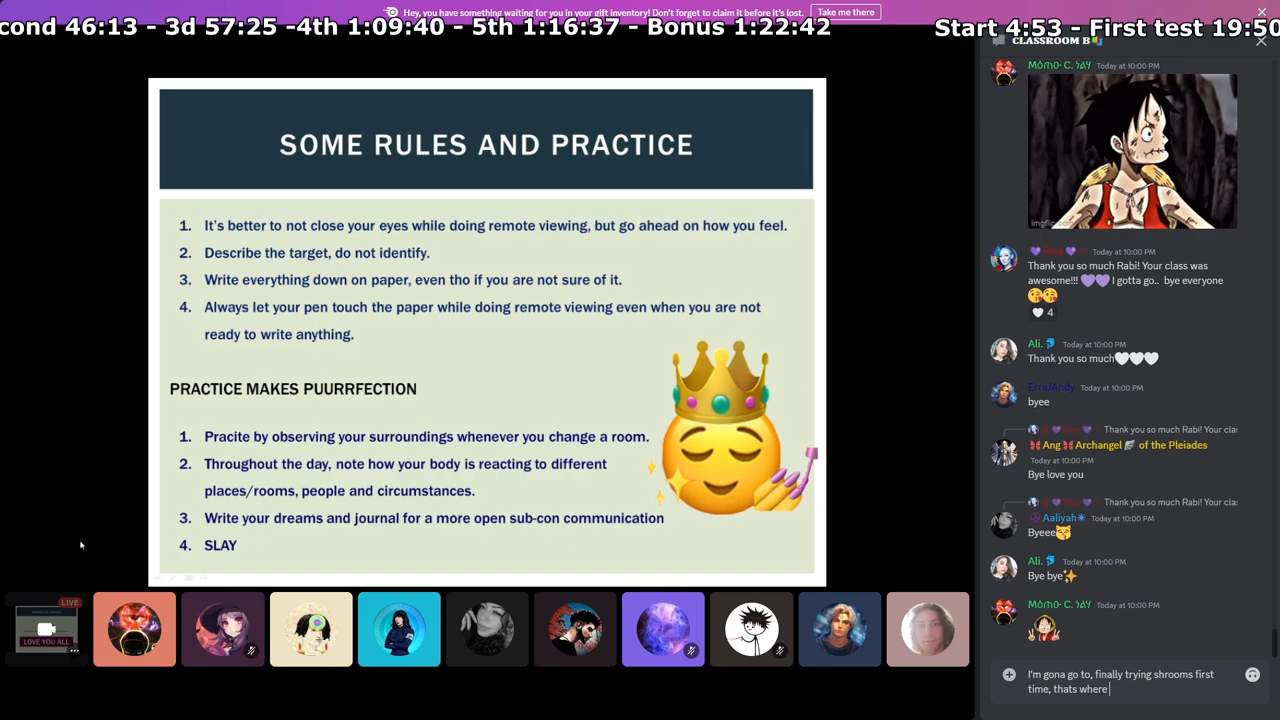 Hey, you have something waiting for you in your gift inventory! Don't forget to claim it before it's lost.
Take me there
cond 46:13 - 3d 57:25 -4th 1:09:40 - 5th 1:16:37 - Bonus 1:22:42
Start 4:53 - First test 19:50
SOME RULES AND PRACTICE
1. It's better to not close your eyes while doing remote viewing, but go ahead on how you feel.
2. Describe the target, do not identify.
3. Write everything down on paper, even tho if you are not sure of it.
4. Always let your pen touch the paper while doing remote viewing even when you are not
ready to write anything.
PRACTICE MAKES PUURRFECTION
1. Pracite by observing your surroundings whenever you change a room.
2. Throughout the day, note how your body is reacting to different
places/rooms, people and circumstances.
3. Write your dreams and journal for a more open sub-con communication
4. SLAY
LIVE
LOVE YOU ALL
CLASSROOM B
Today at 10:00 PM
imgflip
Today at 10:00 PM
Thank you so much Rabi! Your class was
awesome!!! 💜💜 I gotta go.. bye everyone
😘😘
🤍 4
Ali. Today at 10:00 PM
Thank you so much🤍🤍🤍
Erra/Andy Today at 10:00 PM
byee
Thank you so much Rabi! Your clas
Ang Archangel of the Pleiades
Today at 10:00 PM
Bye love you
Thank you so much Rabi! Your clas
Aaliyah☀ Today at 10:00 PM
Byeee😽
Ali. Today at 10:00 PM
Bye bye✨
Today at 10:00 PM
I'm gona go to, finally trying shrooms first
time, thats where